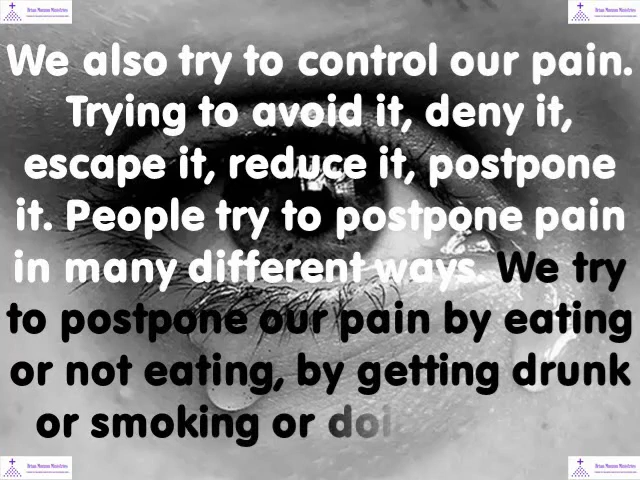 We also try to control our pain.
Trying to avoid it, deny it,
escape it, reduce it, postpone
it. People try to postpone pain
in many different ways. We try
to postpone our pain by eating
or not eating, by getting drunk
or smoking or doi